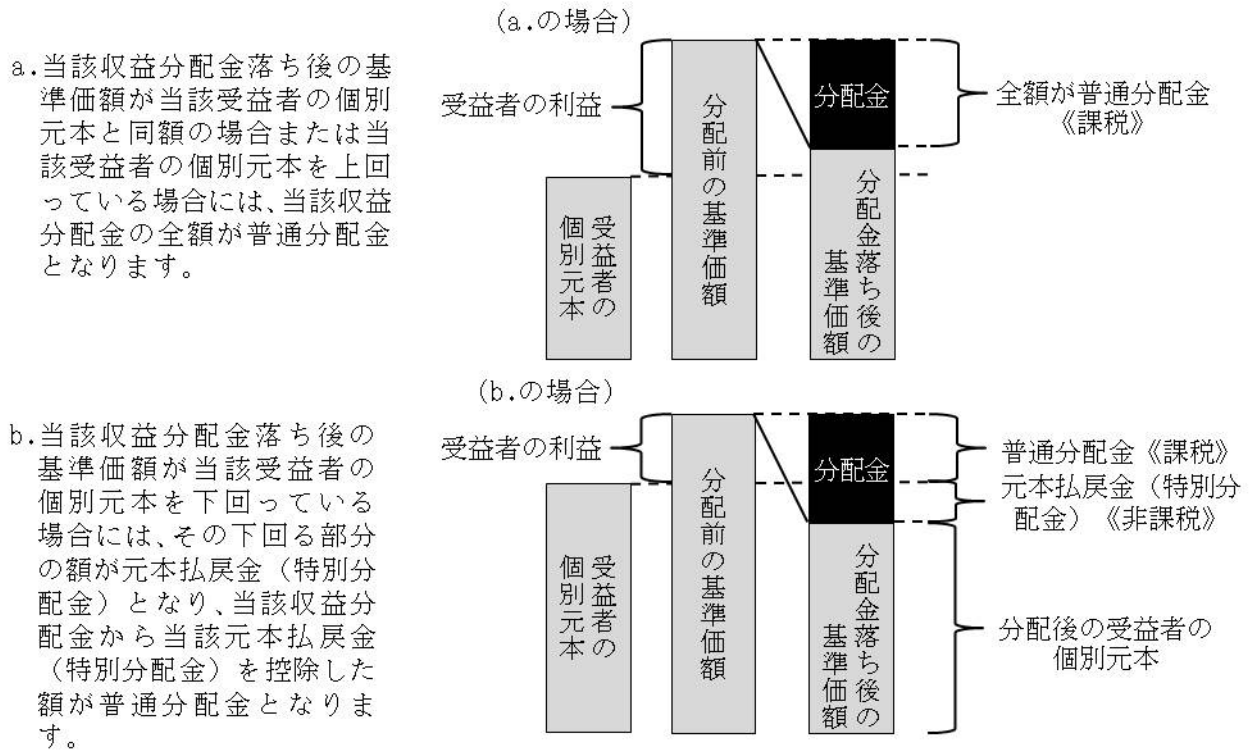 (a.の場合)
a.当該収益分配金落ち後の基
準価額が当該受益者の個別
元本と同額の場合または当
該受益者の個別元本を上回
っている場合には、当該収益
分配金の全額が普通分配金
となります。
受益者の利益
受益者の
個別元本
分配前の基準価額
分配金
分配金落ち後の
基準価額
全額が普通分配金
《課税》
(b.の場合)
b.当該収益分配金落ち後の
基準価額が当該受益者の
個別元本を下回っている
場合には、その下回る部分
の額が元本払戻金（特別分
配金）となり、当該収益分
配金から当該元本払戻金
（特別分配金）を控除した
額が普通分配金となりま
す。
受益者の利益
受益者の
個別元本
分配前の基準価額
分配金
分配金落ち後の
基準価額
普通分配金《課税》
元本払戻金（特別分
配金）《非課税》
分配後の受益者の
個別元本